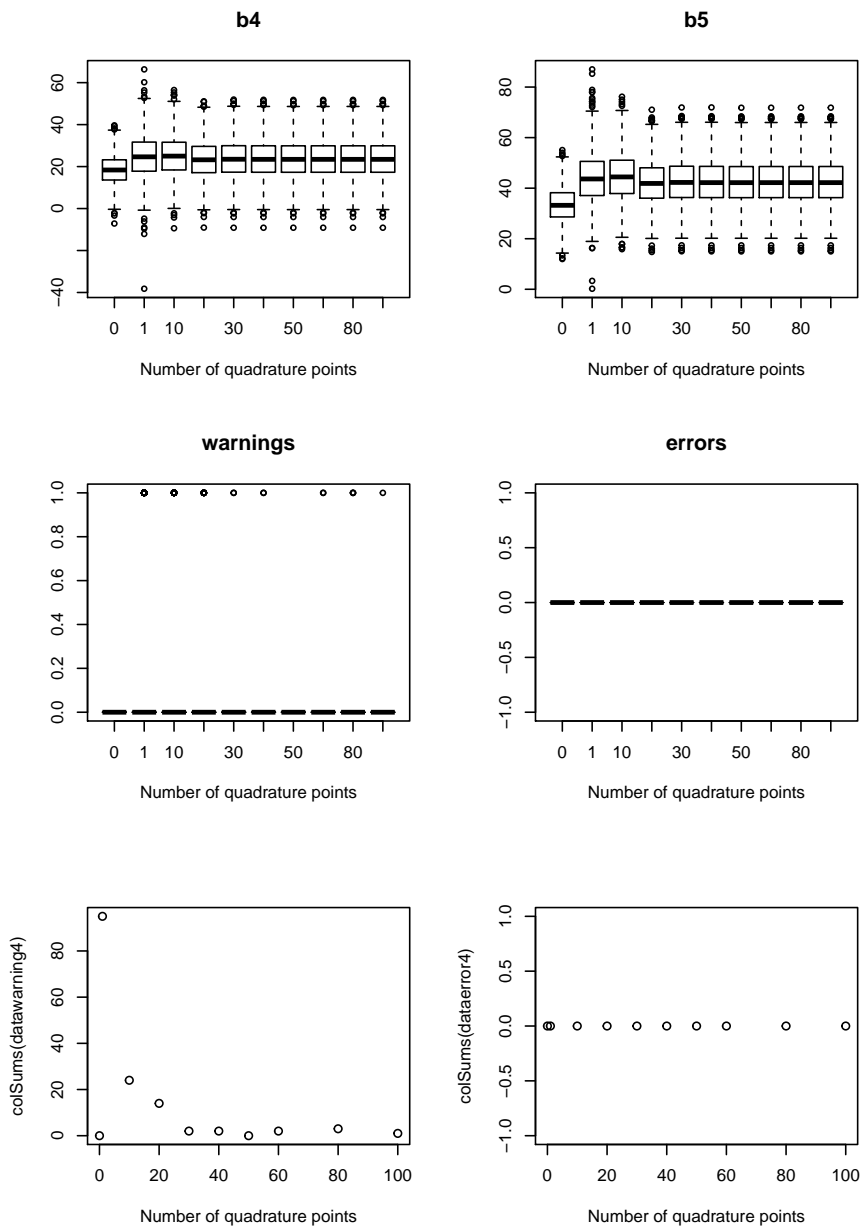 b4
60
40
20
0
−40
0 1 10 30 50 80
Number of quadrature points
b5
80
60
40
20
0
0 1 10 30 50 80
Number of quadrature points
warnings
1.0
0.8
0.6
0.4
0.2
0.0
0 1 10 30 50 80
Number of quadrature points
errors
1.0
0.5
0.0
−0.5
−1.0
0 1 10 30 50 80
Number of quadrature points
colSums(datawarning4)
80
60
40
20
0
0 20 40 60 80 100
Number of quadrature points
colSums(dataerror4)
1.0
0.5
0.0
−0.5
−1.0
0 20 40 60 80 100
Number of quadrature points